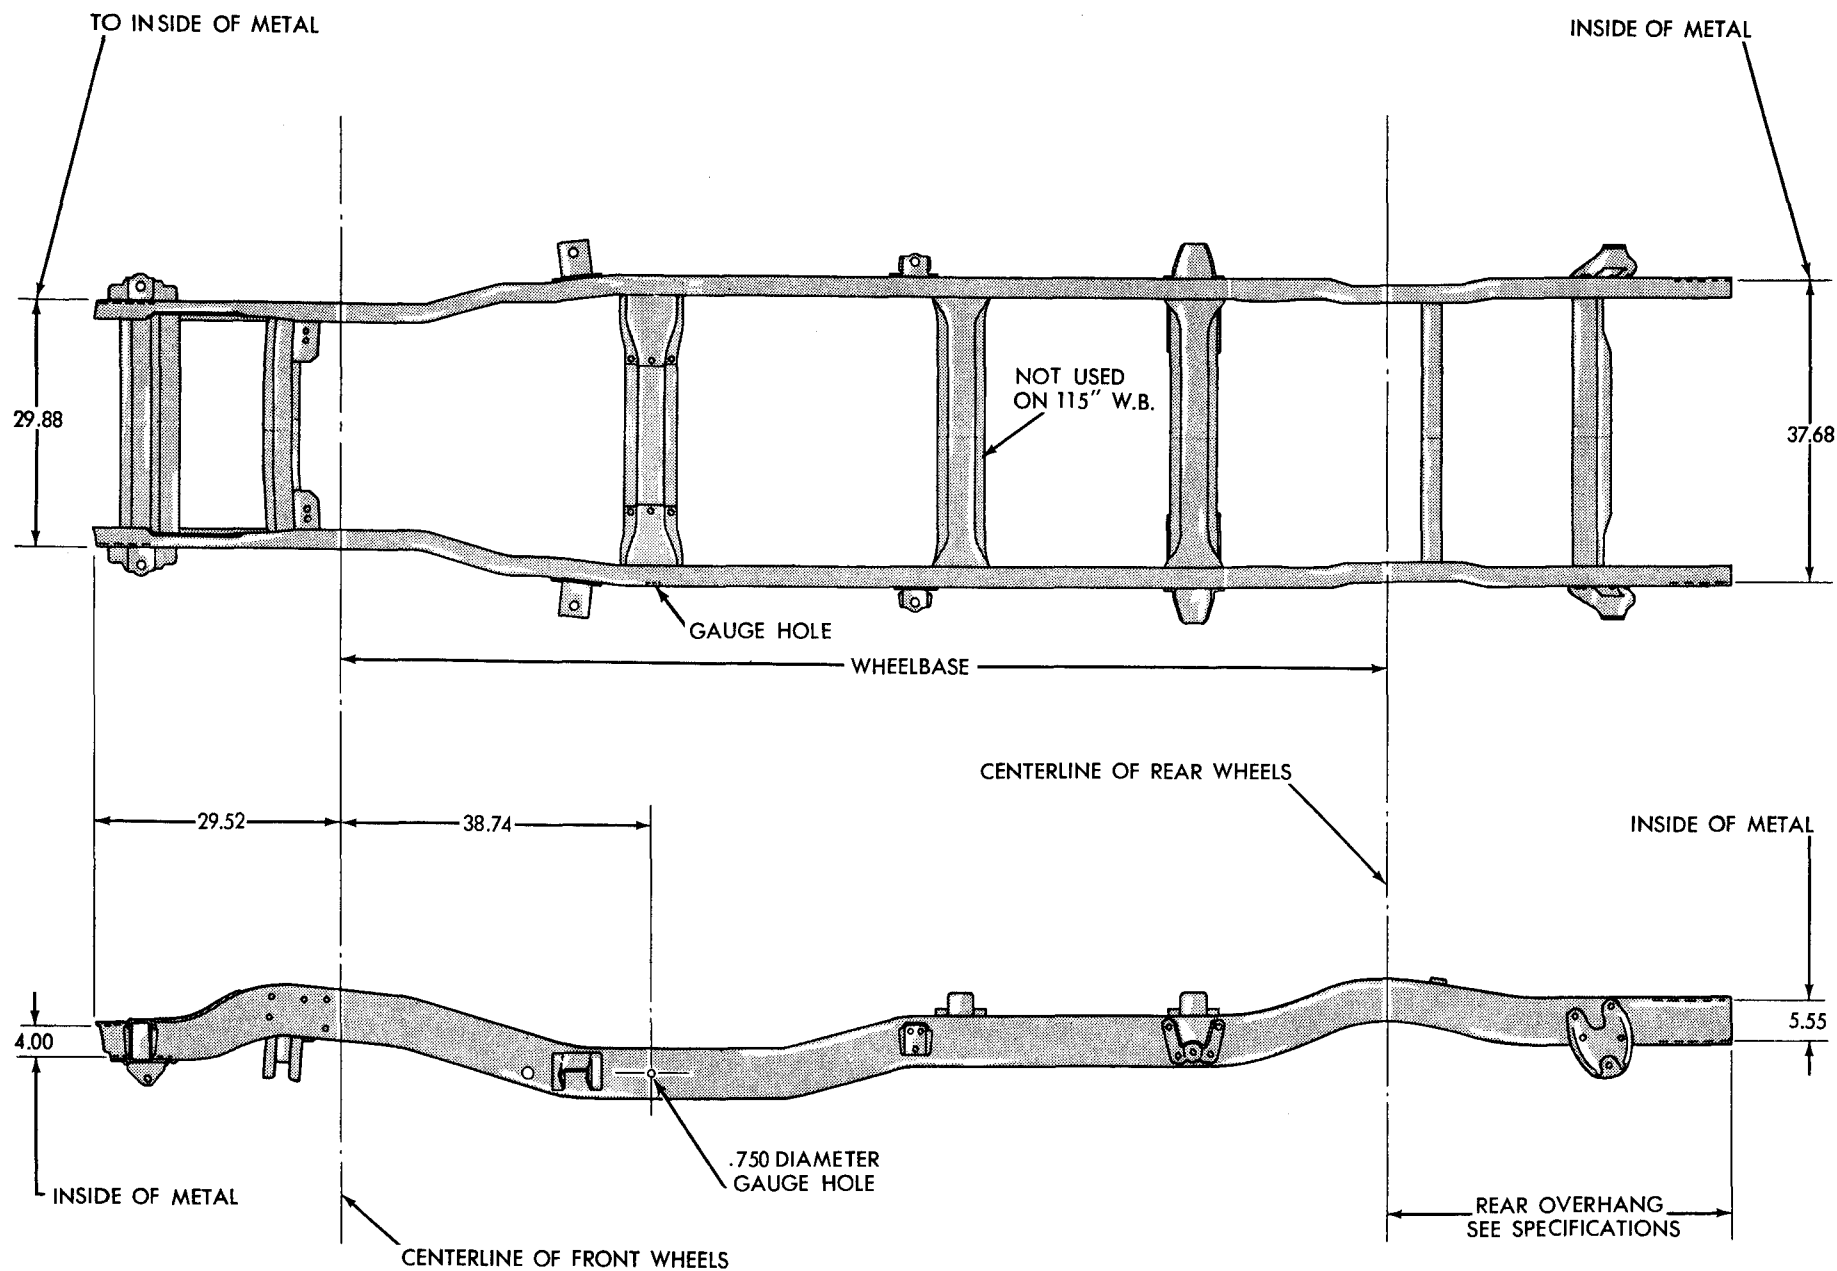 TO INSIDE OF METAL
INSIDE OF METAL
NOT USED
ON 115" W.B.
29.88
37.68
GAUGE HOLE
WHEELBASE
CENTERLINE OF REAR WHEELS
29.52
38.74
INSIDE OF METAL
4.00
5.55
.750 DIAMETER
GAUGE HOLE
INSIDE OF METAL
REAR OVERHANG
SEE SPECIFICATIONS
CENTERLINE OF FRONT WHEELS